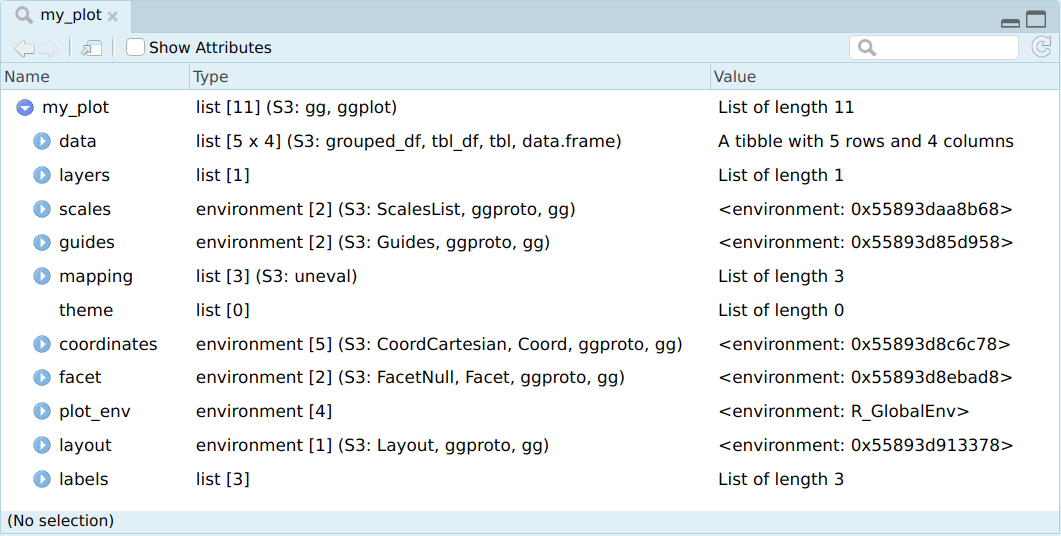 my_plot
Show Attributes
Name Type Value
my_plot list [11] (S3: gg, ggplot) List of length 11
data list [5 x 4] (S3: grouped_df, tbl_df, tbl, data.frame) A tibble with 5 rows and 4 columns
layers list [1] List of length 1
scales environment [2] (S3: ScalesList, ggproto, gg) <environment: 0x55893daa8b68>
guides environment [2] (S3: Guides, ggproto, gg) <environment: 0x55893d85d958>
mapping list [3] (S3: uneval) List of length 3
theme list [0] List of length 0
coordinates environment [5] (S3: CoordCartesian, Coord, ggproto, gg) <environment: 0x55893d8c6c78>
facet environment [2] (S3: FacetNull, Facet, ggproto, gg) <environment: 0x55893d8ebad8>
plot_env environment [4] <environment: R_GlobalEnv>
layout environment [1] (S3: Layout, ggproto, gg) <environment: 0x55893d913378>
labels list [3] List of length 3
(No selection)